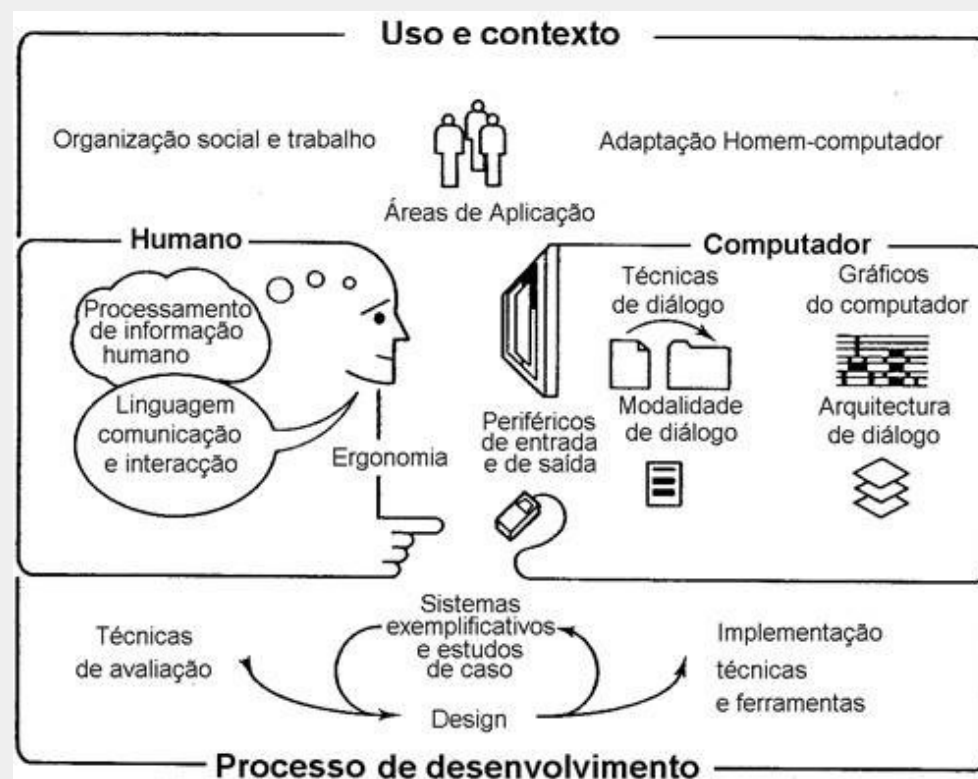 Uso e contexto
Organização social e trabalho
Adaptação Homem-computador
Áreas de Aplicação
Humano
Processamento
de informação
humano
Linguagem
comunicação
e interacção
Ergonomia
Computador
Técnicas
de diálogo
Gráficos
do computador
Periféricos
de entrada
e de saída
Modalidade
de diálogo
Arquitectura
de diálogo
Técnicas
de avaliação
Sistemas
exemplificativos
e estudos
de caso
Design
Implementação
técnicas
e ferramentas
Processo de desenvolvimento